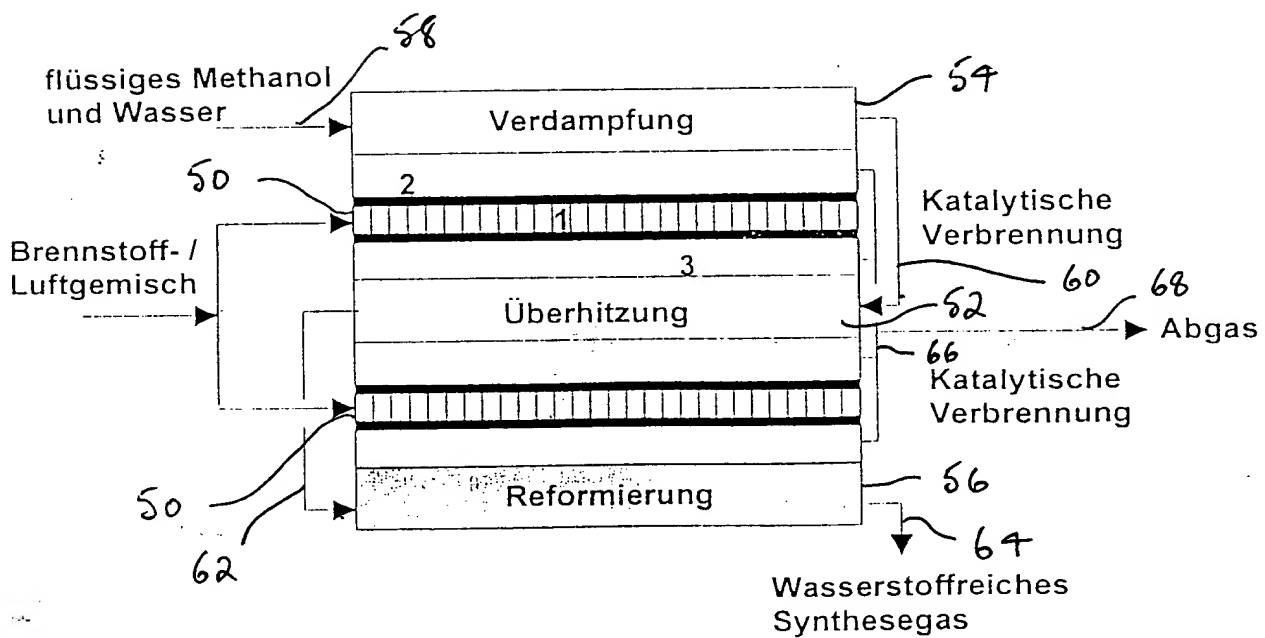 58
flüssiges Methanol
und Wasser
54
Verdampfung
50
2
1
Katalytische
Verbrennung
Brennstoff- /
Luftgemisch
3
60
68
Überhitzung
52
Abgas
66
Katalytische
Verbrennung
50
Reformierung
56
62
64
Wasserstoffreiches
Synthesegas